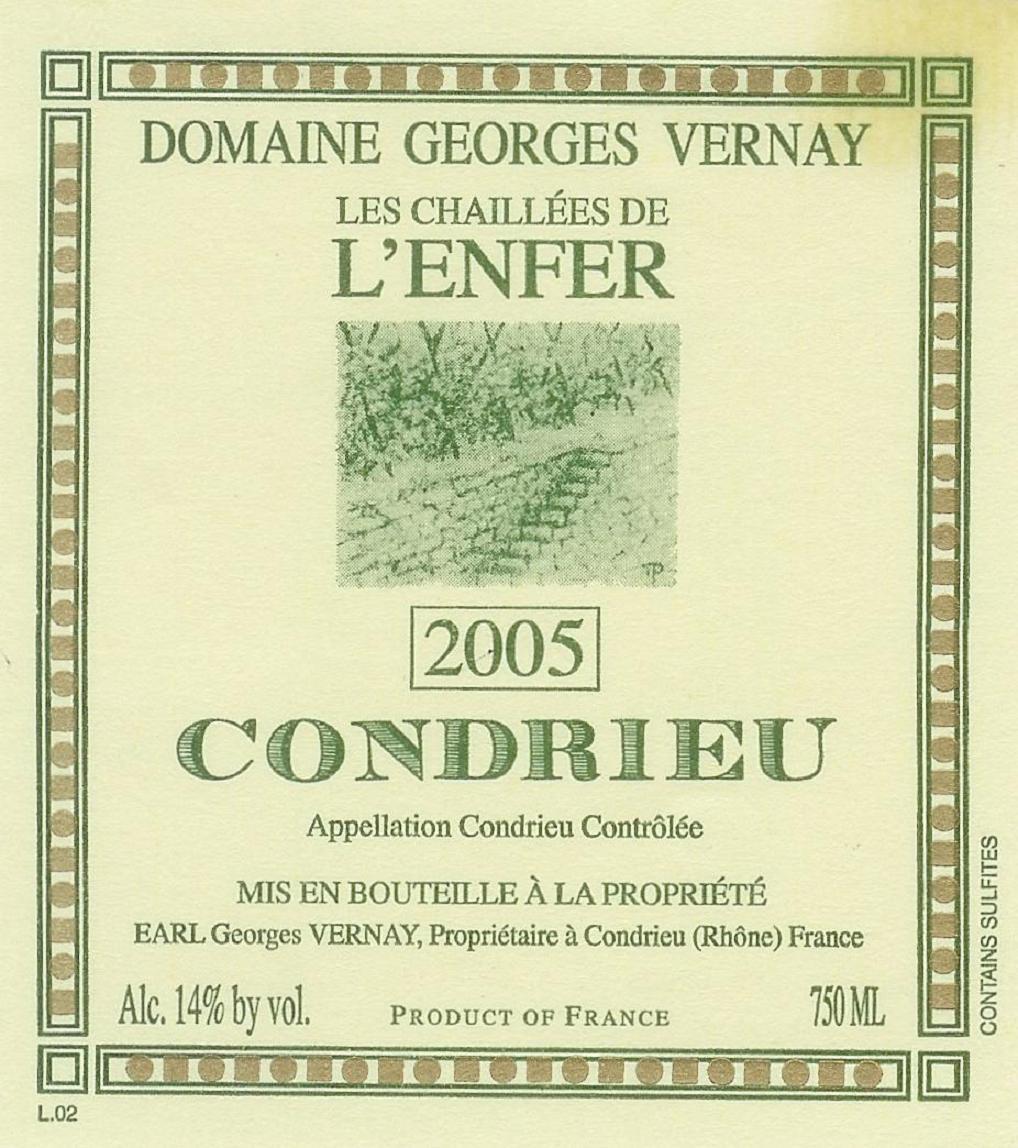 DOMAINE GEORGES VERNAY
LES CHAILLÉES DE
L'ENFER
TP
2005
CONDRIEU
Appellation Condrieu Contrôlée
MIS EN BOUTEILLE À LA PROPRIÉTÉ
EARL Georges VERNAY, Propriétaire à Condrieu (Rhône) France
Alc. 14% by vol. PRODUCT OF FRANCE 750 ML
CONTAINS SULFITES
L.02